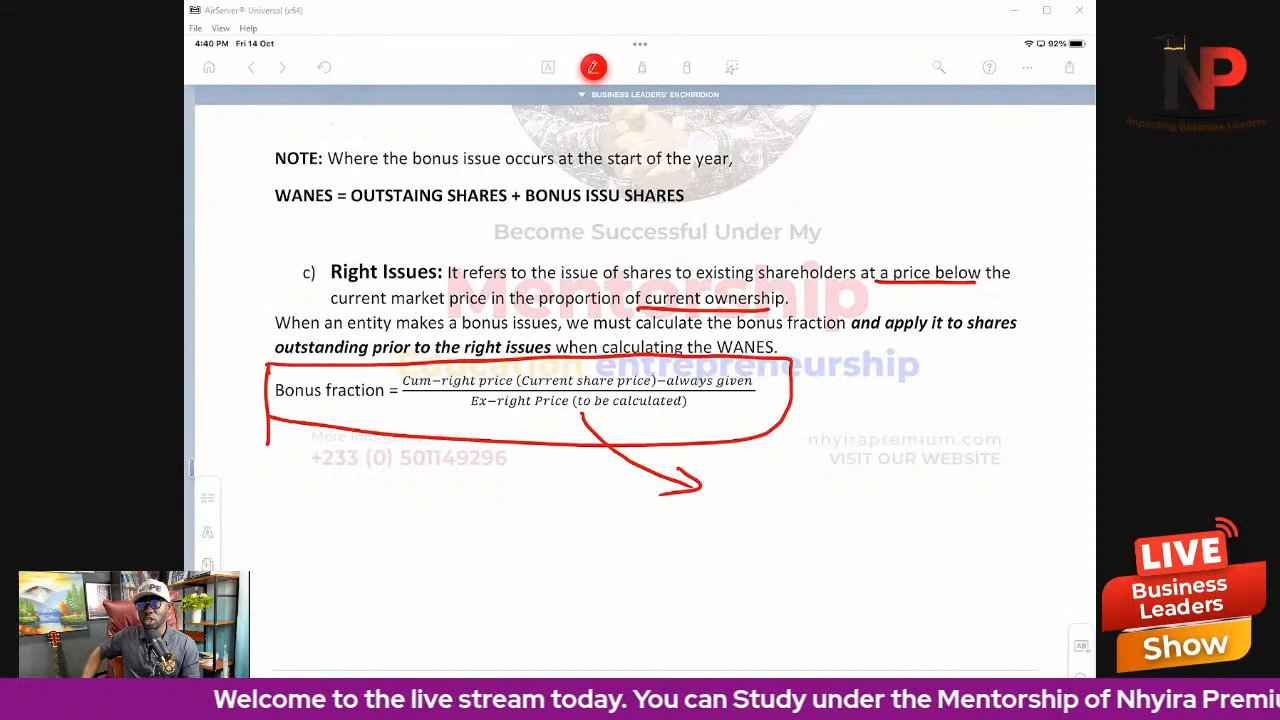 AirServer® Universal (x64)
File View Help
4:40 PM Fri 14 Oct
92%
BUSINESS LEADERS' ENCHIRIDION
NP
Impacting Business Leaders
NOTE: Where the bonus issue occurs at the start of the year,
WANES = OUTSTAING SHARES + BONUS ISSU SHARES
Become Successful Under My
Mentorship
c) Right Issues: It refers to the issue of shares to existing shareholders at a price below the
current market price in the proportion of current ownership.
When an entity makes a bonus issues, we must calculate the bonus fraction and apply it to shares
outstanding prior to the right issues when calculating the WANES.
Education entrepreneurship
Bonus fraction = Cum−right price (Current share price)−always given
Ex−right Price (to be calculated)
More information
+233 (0) 501149296
nhyirapremium.com
VISIT OUR WEBSITE
LIVE
Business
Leaders
Show
Welcome to the live stream today. You can Study under the Mentorship of Nhyira Premiu